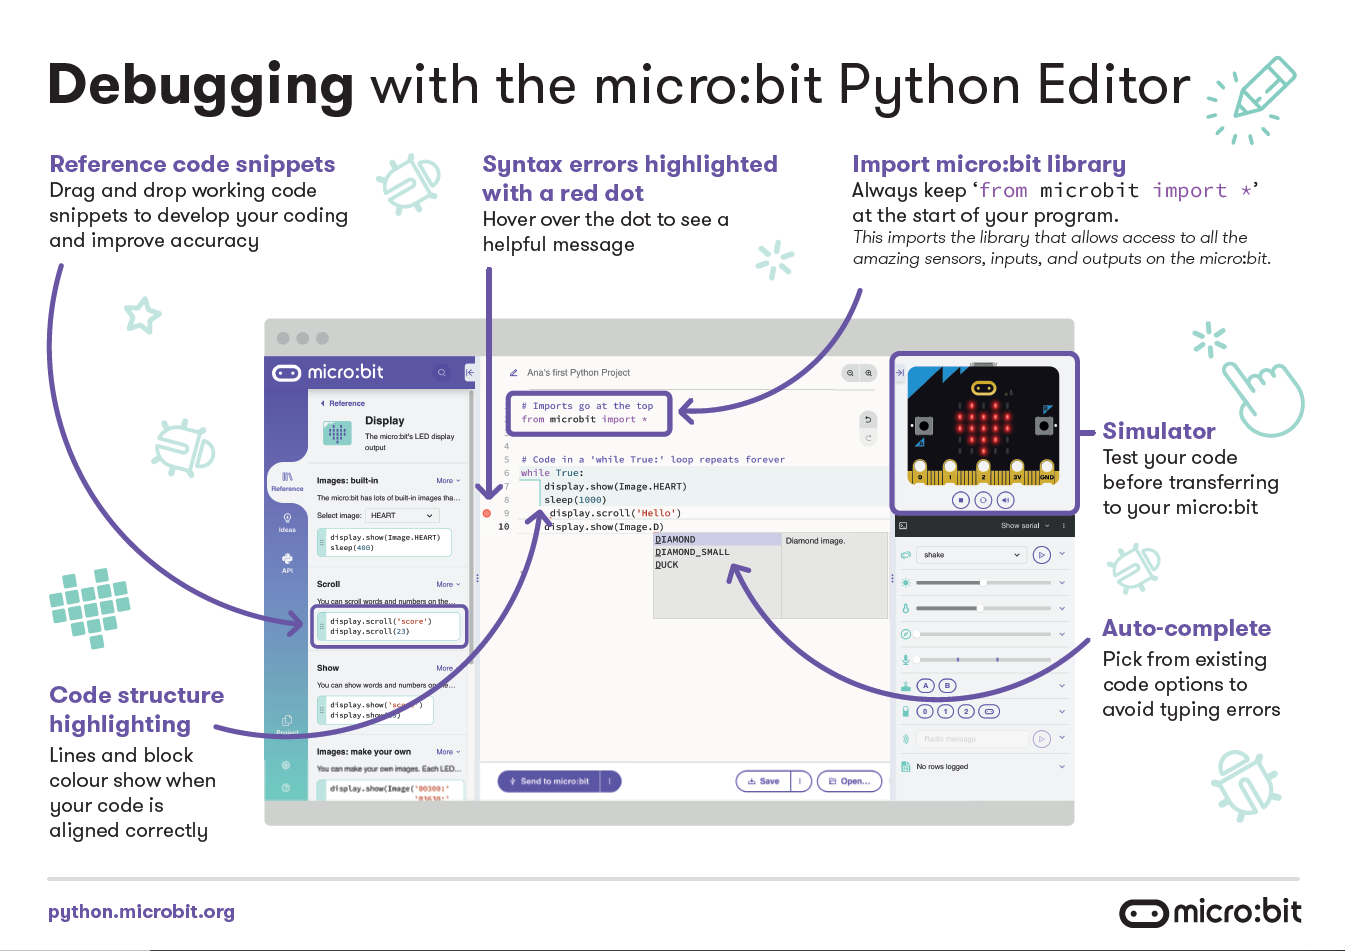 Debugging with the micro:bit Python Editor
Reference code snippets
Drag and drop working code
snippets to develop your coding
and improve accuracy
Syntax errors highlighted
with a red dot
Hover over the dot to see a
helpful message
Import micro:bit library
Always keep ‘from microbit import *’
at the start of your program.
This imports the library that allows access to all the
amazing sensors, inputs, and outputs on the micro:bit.
micro:bit
Reference
Display
The micro:bit's LED display
output
Reference
Ideas
API
Project
Images: built-in
More
The micro:bit has lots of built-in images tha...
Select image:
HEART
display.show(Image.HEART)
sleep(400)
Scroll
More
You can scroll words and numbers on the...
display.scroll('score')
display.scroll(23)
Show
More
You can show words and numbers on the...
display.show('score')
Images: make your own
More
You can make your own images. Each LED...
display.show(Image('00300:'
'03630:'
Ana's first Python Project
# Imports go at the top
from microbit import *
3
4
5 # Code in a 'while True:' loop repeats forever
6 while True:
7 display.show(Image.HEART)
8 sleep(1000)
9 display.scroll('Hello')
10 display.show(Image.D)
DIAMOND
DIAMOND_SMALL
DUCK
Diamond image.
Send to micro:bit
Save
Open...
0 1 2 3V GND
Show serial
shake
A B
0 1 2
Radio message
No rows logged
Simulator
Test your code
before transferring
to your micro:bit
Auto-complete
Pick from existing
code options to
avoid typing errors
Code structure
highlighting
Lines and block
colour show when
your code is
aligned correctly
python.microbit.org
micro:bit